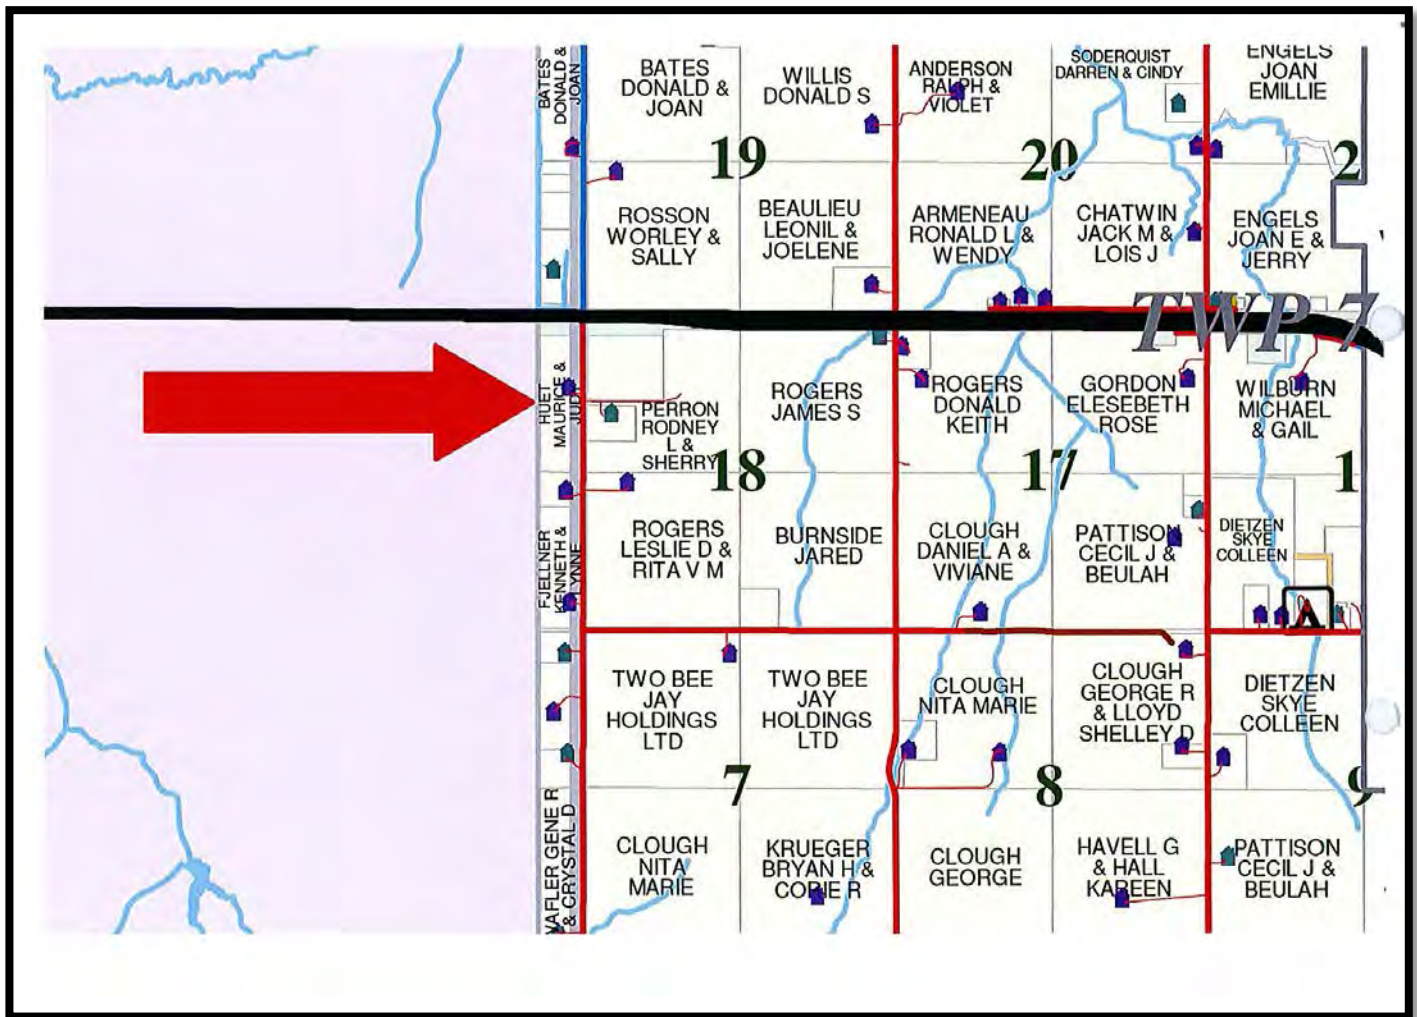 BATES
DONALD &
JOAN
BATES
DONALD &
JOAN
WILLIS
DONALD S
ANDERSON
RALPH &
VIOLET
SODERQUIST
DARREN & CINDY
ENGELS
JOAN
EMILLIE
19
20
2
ROSSON
WORLEY &
SALLY
BEAULIEU
LEONIL &
JOELENE
ARMENEAU
RONALD L &
WENDY
CHATWIN
JACK M &
LOIS J
ENGELS
JOAN E &
JERRY
TWP 7
HUET
MAURICE &
JUDI
PERRON
RODNEY
L &
SHERRY
ROGERS
JAMES S
ROGERS
DONALD
KEITH
GORDON
ELESEBETH
ROSE
WILBURN
MICHAEL
& GAIL
18
17
1
FJELLNER
KENNETH &
LYNNE
ROGERS
LESLIE D &
RITA V M
BURNSIDE
JARED
CLOUGH
DANIEL A &
VIVIANE
PATTISON
CECIL J &
BEULAH
DIETZEN
SKYE
COLLEEN
A
TWO BEE
JAY
HOLDINGS
LTD
TWO BEE
JAY
HOLDINGS
LTD
CLOUGH
NITA MARIE
CLOUGH
GEORGE R
& LLOYD
SHELLEY D
DIETZEN
SKYE
COLLEEN
7
8
9
VAFLER GENE R
& CRYSTAL D
CLOUGH
NITA
MARIE
KRUEGER
BRYAN H &
CORIE R
CLOUGH
GEORGE
HAVELL G
& HALL
KAREEN
PATTISON
CECIL J &
BEULAH